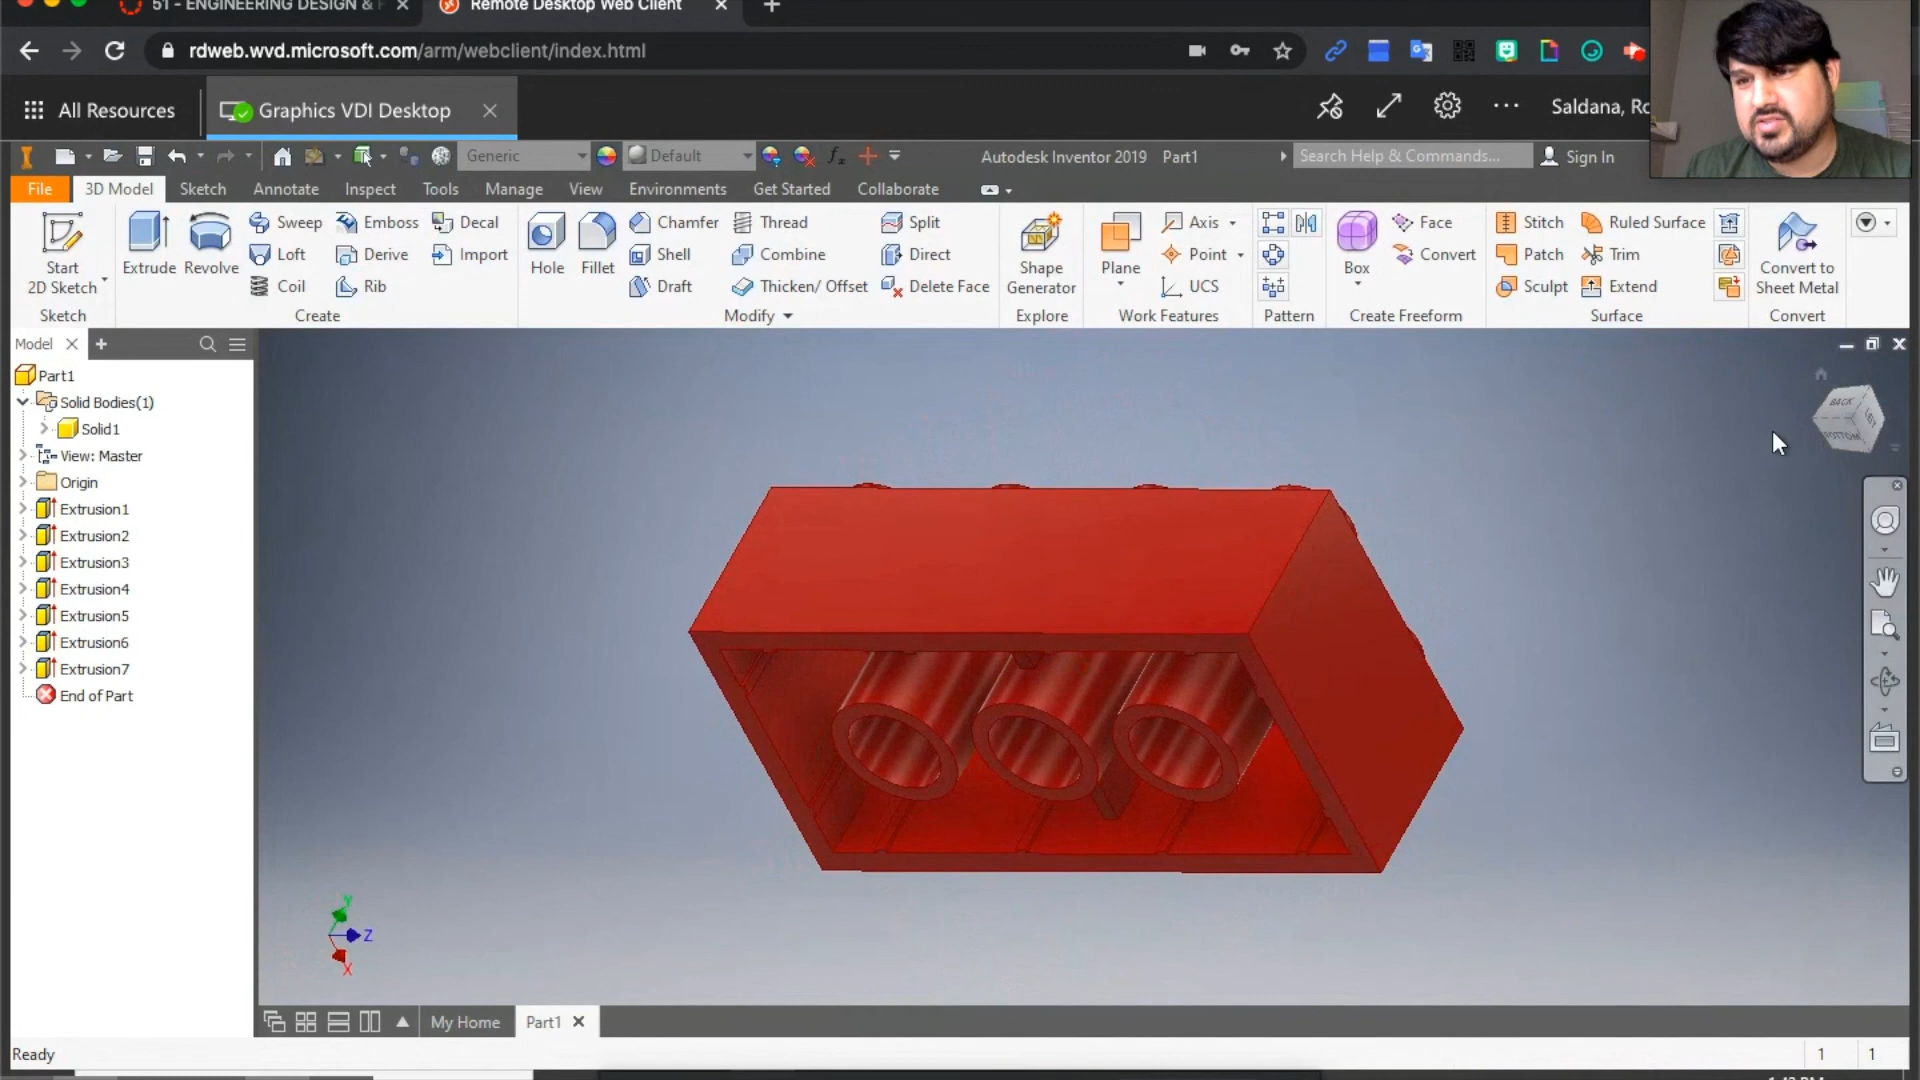 51 - ENGINEERING DESIGN &
Remote Desktop Web Client
rdweb.wvd.microsoft.com/arm/webclient/index.html
All Resources
Graphics VDI Desktop
Saldana, Ro
Generic
Default
fx
Autodesk Inventor 2019 Part1
Search Help & Commands...
Sign In
File 3D Model Sketch Annotate Inspect Tools Manage View Environments Get Started Collaborate
Start
2D Sketch
Extrude
Revolve
Sweep
Loft
Coil
Emboss
Derive
Rib
Decal
Import
Hole
Fillet
Chamfer
Shell
Draft
Thread
Combine
Thicken/ Offset
Split
Direct
Delete Face
Shape
Generator
Plane
Axis
Point
UCS
Box
Face
Convert
Stitch
Patch
Sculpt
Ruled Surface
Trim
Extend
Convert to
Sheet Metal
Sketch Create Modify Explore Work Features Pattern Create Freeform Surface Convert
Model
Part1
Solid Bodies(1)
Solid1
View: Master
Origin
Extrusion1
Extrusion2
Extrusion3
Extrusion4
Extrusion5
Extrusion6
Extrusion7
End of Part
BACK
LEFT
BOTTOM
Y
Z
X
My Home
Part1
Ready
1 1